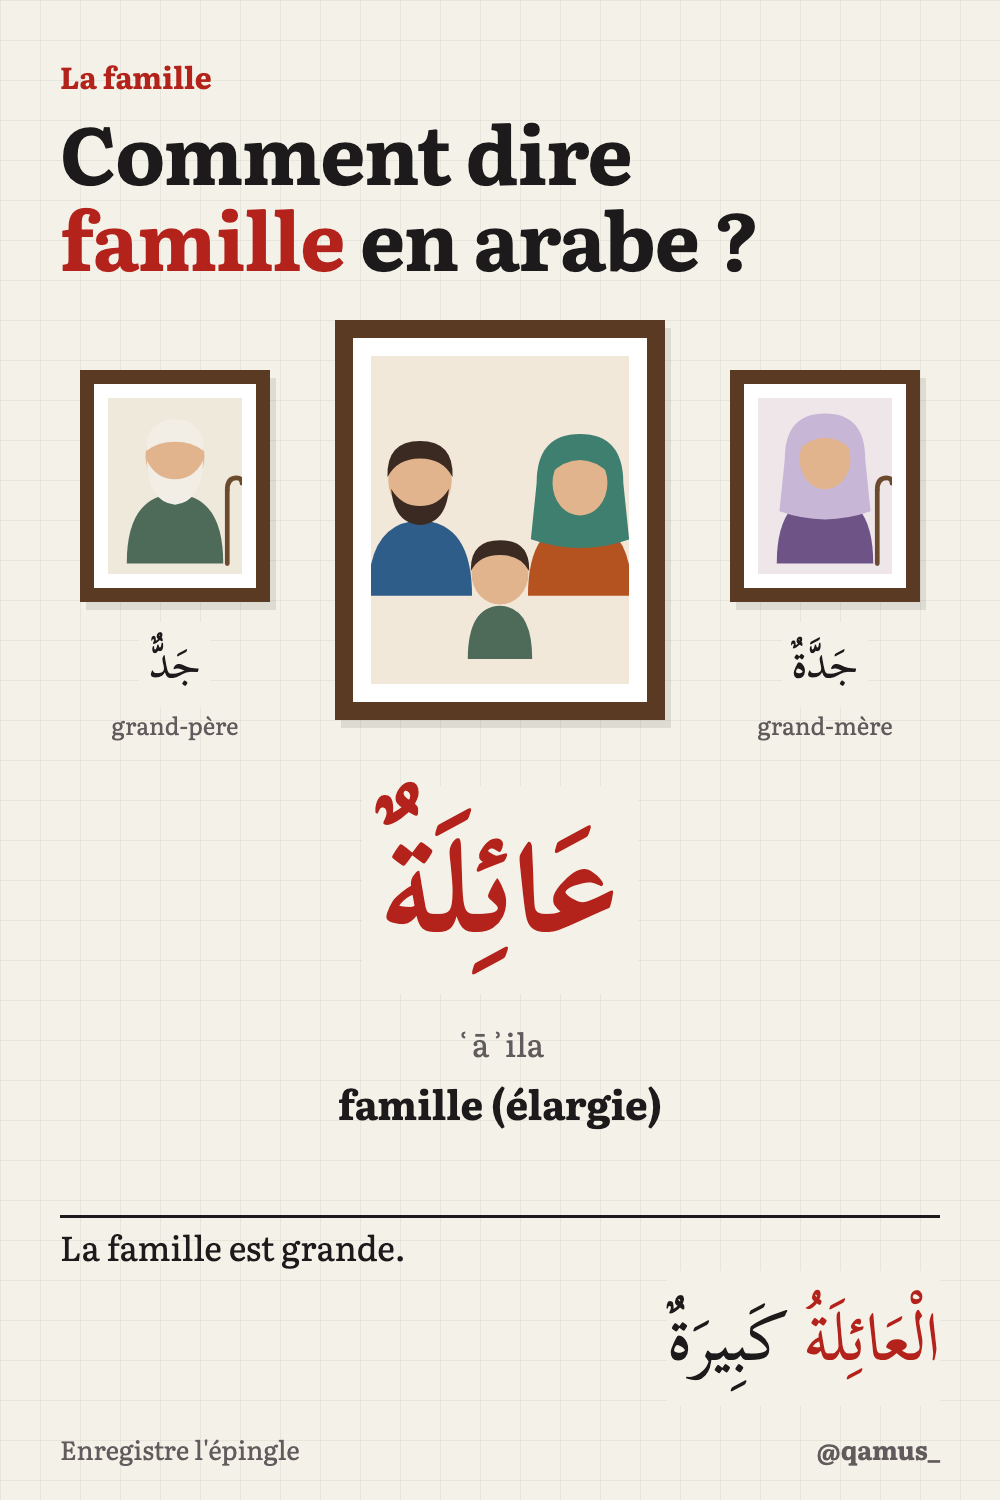 La famille
Comment dire
famille en arabe ?
جَدٌّ
grand-père
جَدَّةٌ
grand-mère
عَائِلَةٌ
ʿāʾila
famille (élargie)
La famille est grande.
الْعَائِلَةُ كَبِيرَةٌ
Enregistre l'épingle
@qamus_